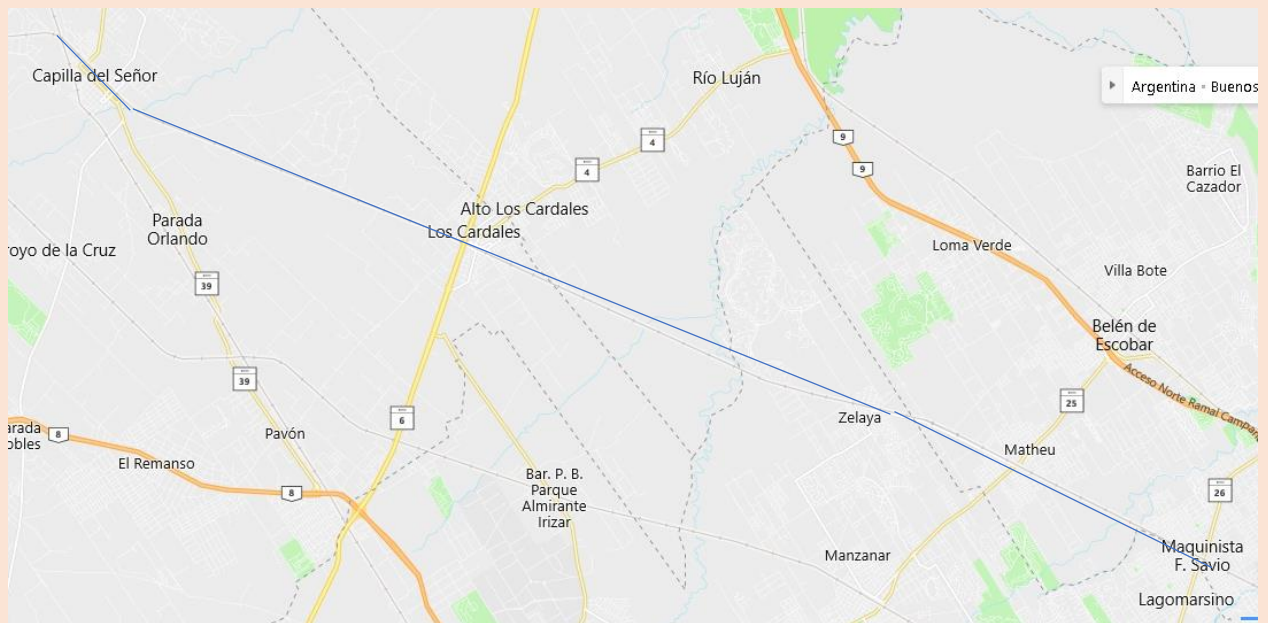 Capilla del Señor
Río Luján
Argentina • Buenos
4
9
4
9
Barrio El
Cazador
Alto Los Cardales
Parada
Orlando
Los Cardales
royo de la Cruz
Loma Verde
Villa Bote
39
Belén de
Escobar
39
Acceso Norte Ramal Campan
25
6
Zelaya
arada
obles
8
Pavón
Matheu
El Remanso
8
Bar. P. B.
Parque
Almirante
Irizar
26
Manzanar
Maquinista
F. Savio
Lagomarsino